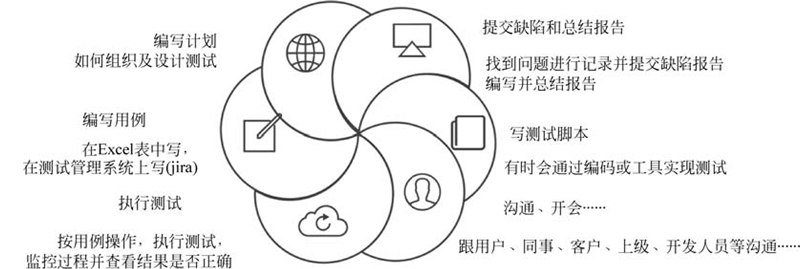 编写计划
如何组织及设计测试
编写用例
在Excel表中写，
在测试管理系统上写(jira)
执行测试
按用例操作，执行测试，
监控过程并查看结果是否正确
提交缺陷和总结报告
找到问题进行记录并提交缺陷报告
编写并总结报告
写测试脚本
有时会通过编码或工具实现测试
沟通、开会……
跟用户、同事、客户、上级、开发人员等沟通……